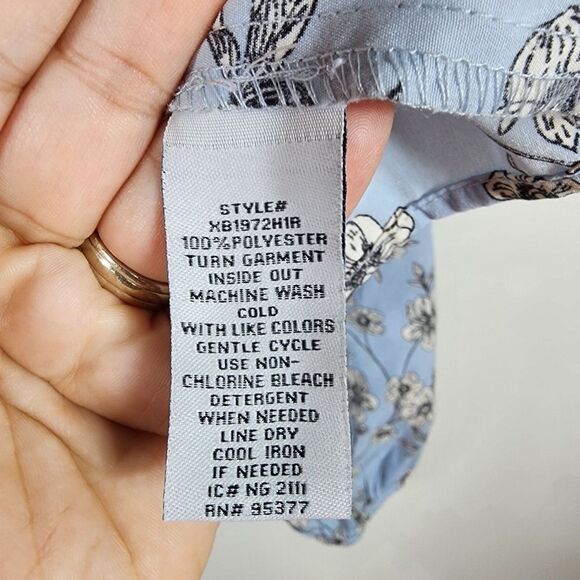 STYLE#
XB1972H1R
100%POLYESTER
TURN GARMENT
INSIDE OUT
MACHINE WASH
COLD
WITH LIKE COLORS
GENTLE CYCLE
USE NON-
CHLORINE BLEACH
DETERGENT
WHEN NEEDED
LINE DRY
COOL IRON
IF NEEDED
IC# NG 2111
RN# 95377